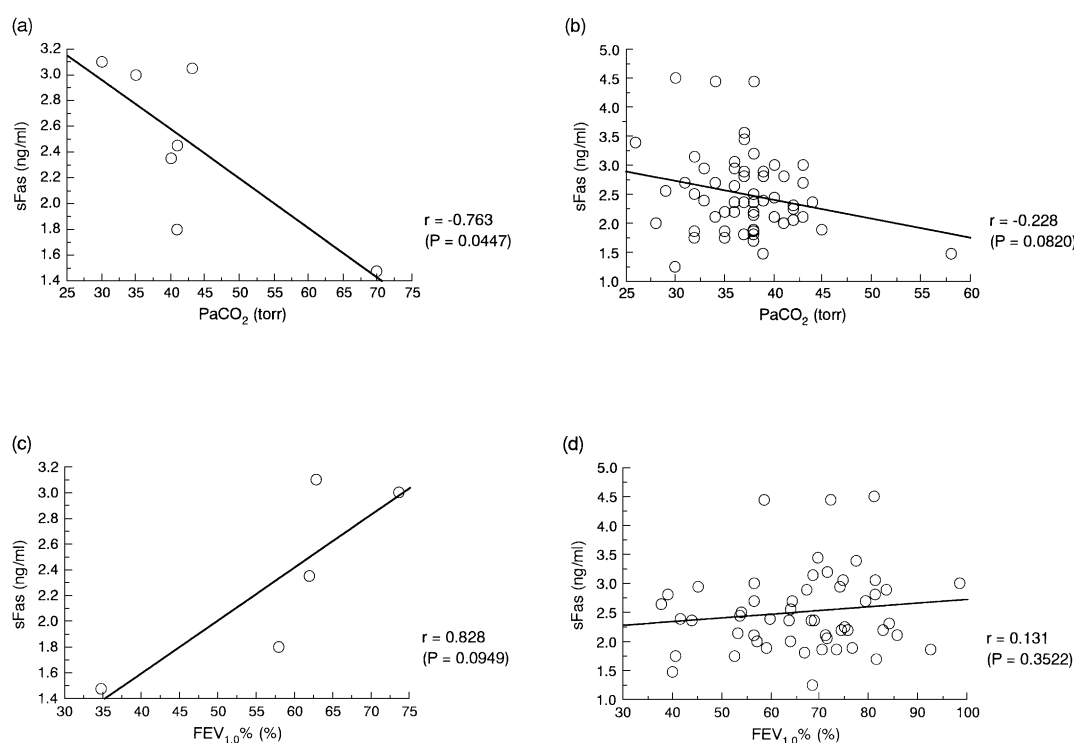 (a)
3.2
3.0
2.8
2.6
2.4
2.2
2.0
1.8
1.6
1.4
sFas (ng/ml)
25 30 35 40 45 50 55 60 65 70 75
PaCO2 (torr)
r = -0.763
(P = 0.0447)
(b)
5.0
4.5
4.0
3.5
3.0
2.5
2.0
1.5
1.0
sFas (ng/ml)
25 30 35 40 45 50 55 60
PaCO2 (torr)
r = -0.228
(P = 0.0820)
(c)
3.2
3.0
2.8
2.6
2.4
2.2
2.0
1.8
1.6
1.4
sFas (ng/ml)
30 35 40 45 50 55 60 65 70 75
FEV1.0% (%)
r = 0.828
(P = 0.0949)
(d)
5.0
4.5
4.0
3.5
3.0
2.5
2.0
1.5
1.0
sFas (ng/ml)
30 40 50 60 70 80 90 100
FEV1.0% (%)
r = 0.131
(P = 0.3522)